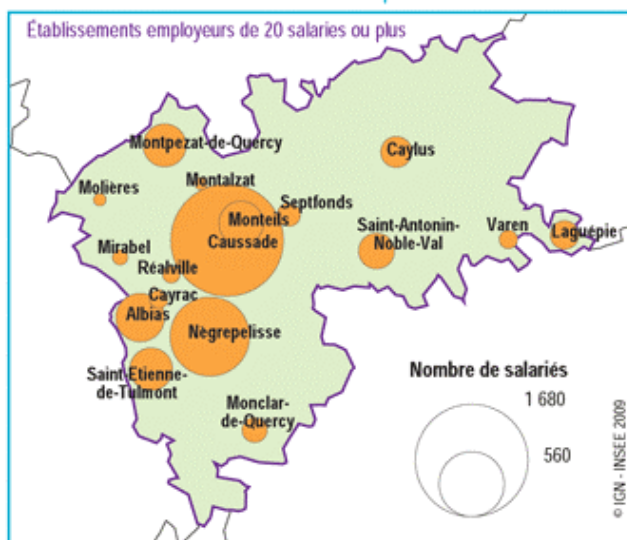 Établissements employeurs de 20 salaries ou plus
Montpezat-de-Quercy
Caylus
Molières
Montalzat
Septfonds
Monteils
Saint-Antonin-
Noble-Val
Varen
Laguépie
Mirabel
Caussade
Réalville
Cayrac
Albias
Nègrepelisse
Saint-Etienne-
de-Tulmont
Monclar-
de-Quercy
Nombre de salariés
1 680
560
© IGN - INSEE 2009